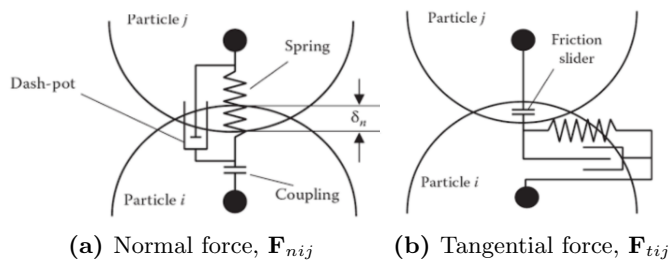 Particle j
Spring
Dash-pot
δn
Particle i
Coupling
(a) Normal force, Fnij
Particle j
Friction
slider
Particle i
(b) Tangential force, Ftij